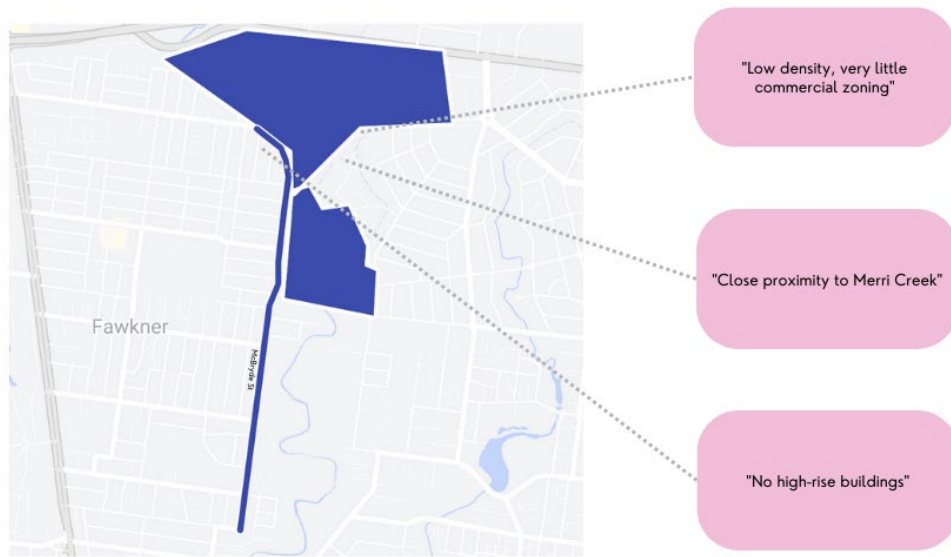 "Low density, very little
commercial zoning"
"Close proximity to Merri Creek"
Fawkner
McBryde St
"No high-rise buildings"